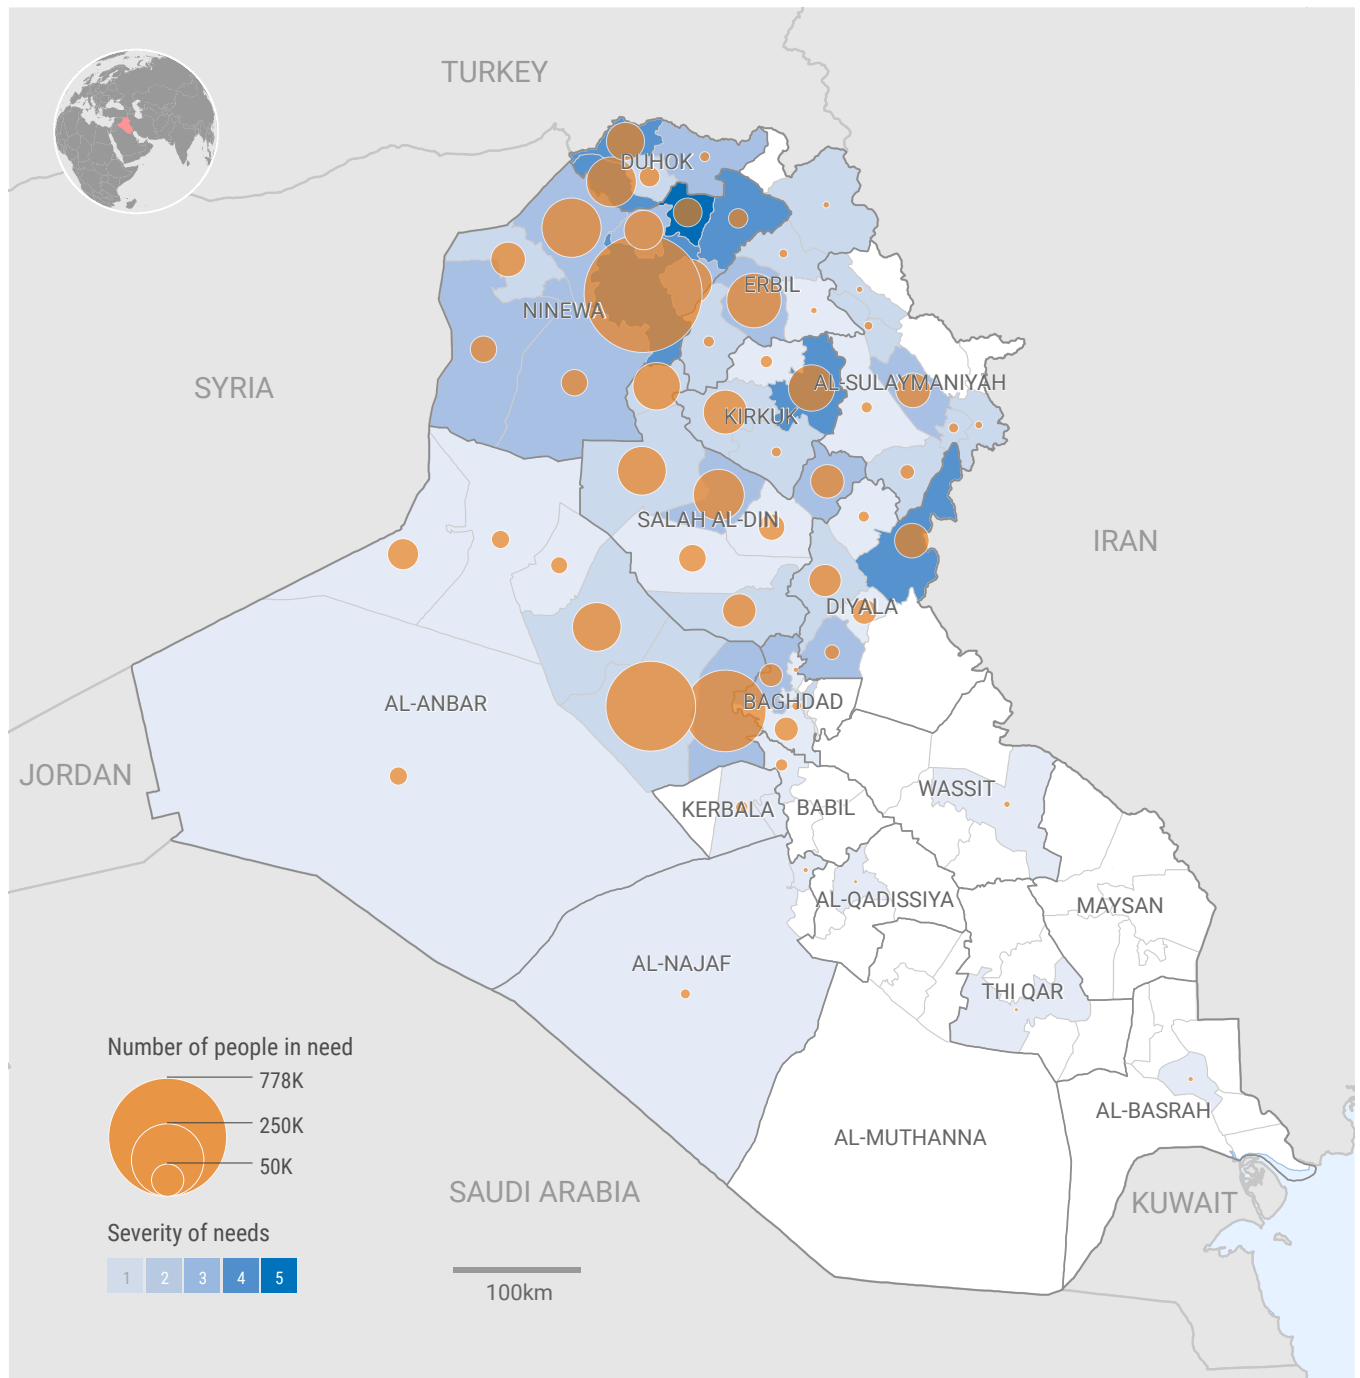 TURKEY
DUHOK
ERBIL
NINEWA
SYRIA
AL-SULAYMANIYAH
KIRKUK
SALAH AL-DIN
IRAN
DIYALA
AL-ANBAR
BAGHDAD
JORDAN
WASSIT
KERBALA
BABIL
AL-QADISSIYA
MAYSAN
AL-NAJAF
THI QAR
Number of people in need
778K
250K
50K
AL-BASRAH
AL-MUTHANNA
SAUDI ARABIA
KUWAIT
Severity of needs
1 2 3 4 5
100km